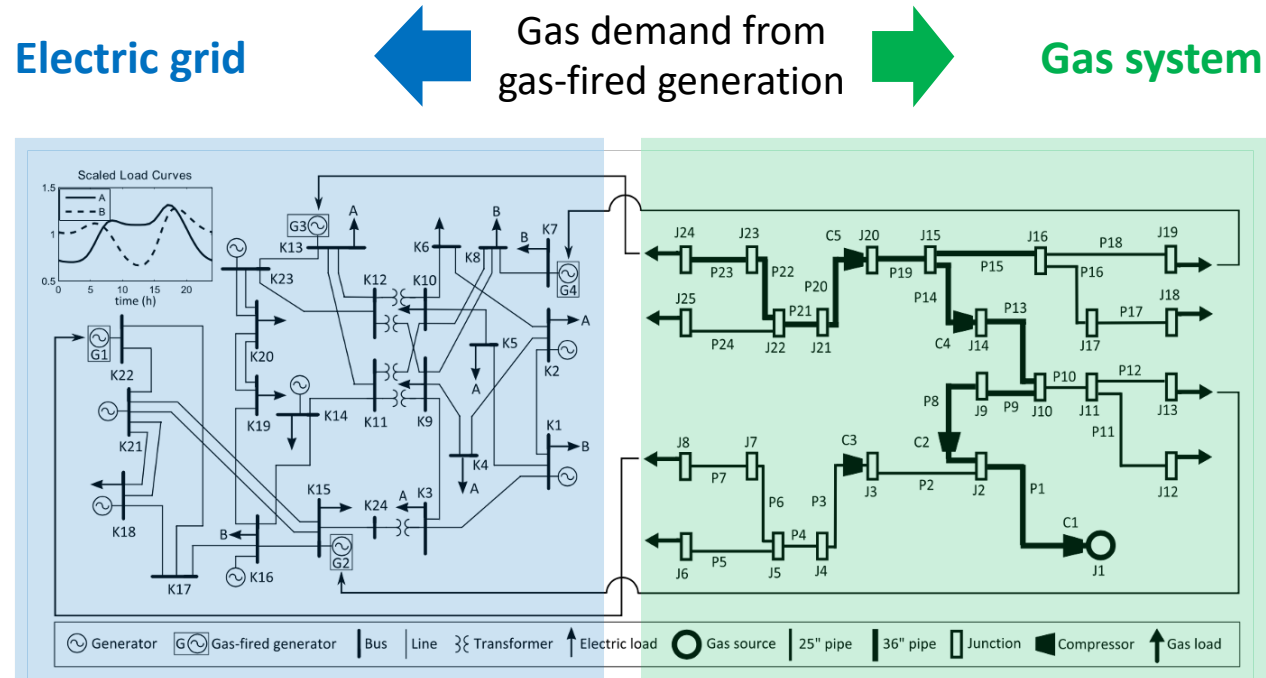 Electric grid
Gas demand from
gas-fired generation
Gas system
Scaled Load Curves
1.5
A
B
1
0.5
0 5 10 15 20
time (h)
G3
K13
A
K6
B
K8
B
K7
G4
K23
K12
K10
A
K2
G1
K22
K20
K5
A
K19
K14
K11
K9
K21
K1
B
K4
A
K18
K15
K24
A
K3
B
K16
G2
K17
J24
J23
C5
J20
J15
J16
P18
J19
P23
P22
P19
P15
P16
P20
P14
P13
J25
P21
P17
J18
P24
J22
J21
C4
J14
J17
P10
P12
P8
J9
P9
J10
J11
J13
P11
C2
J8
J7
C3
J3
P2
J2
P1
J12
P7
P6
P3
C1
P4
J6
P5
J5
J4
J1
Generator
G
Gas-fired generator
Bus
Line
Transformer
Electric load
Gas source
25" pipe
36" pipe
Junction
Compressor
Gas load